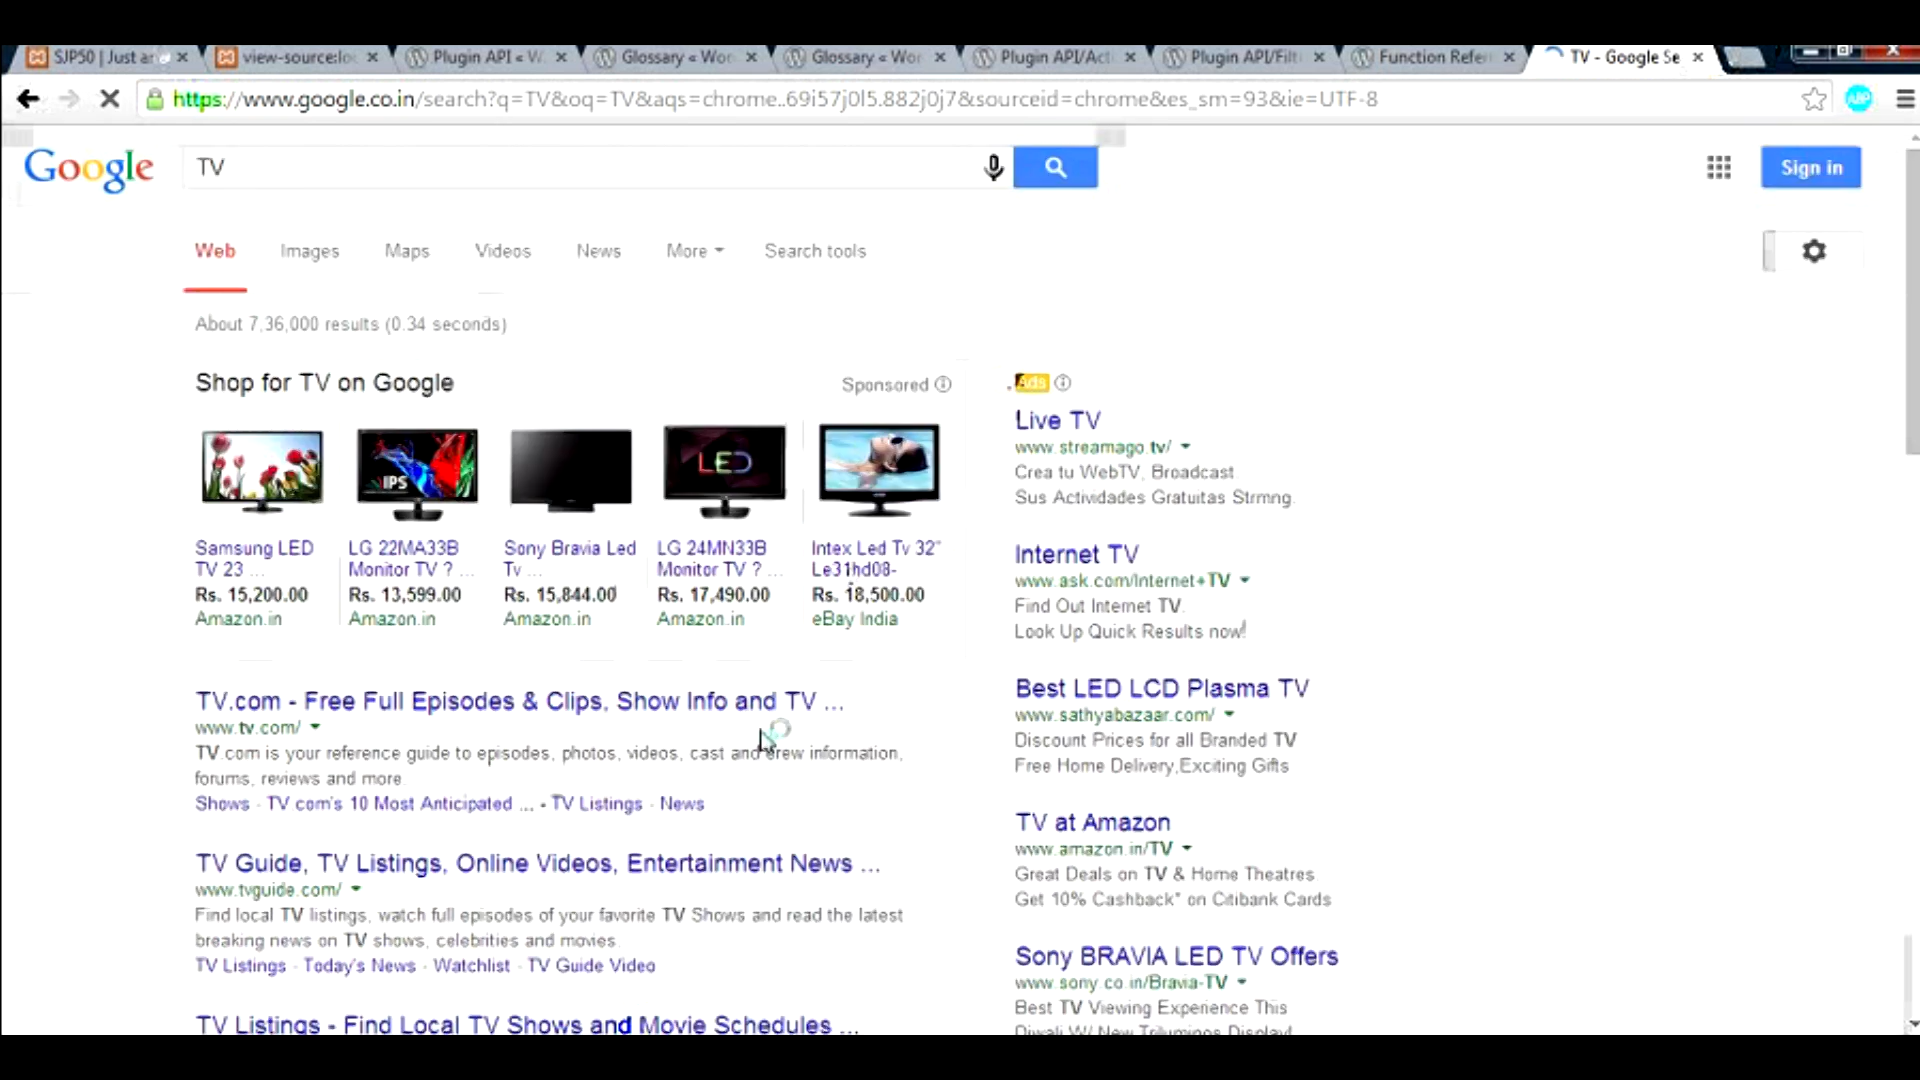 SJP50 | Just an
view-source:loc
Plugin API « W
Glossary « Wor
Glossary « Wor
Plugin API/Act
Plugin API/Filt
Function Refer
TV - Google Se
https://www.google.co.in/search?q=TV&oq=TV&aqs=chrome..69i57j0l5.882j0j7&sourceid=chrome&es_sm=93&ie=UTF-8
ABP
Google
TV
Sign in
Web Images Maps Videos News More Search tools
About 7,36,000 results (0.34 seconds)
Shop for TV on Google
Sponsored
LED
IPS
Samsung LED
TV 23 ...
Rs. 15,200.00
Amazon.in
LG 22MA33B
Monitor TV ? ...
Rs. 13,599.00
Amazon.in
Sony Bravia Led
Tv ...
Rs. 15,844.00
Amazon.in
LG 24MN33B
Monitor TV ? ...
Rs. 17,490.00
Amazon.in
Intex Led Tv 32"
Le31hd08-
Rs. 18,500.00
eBay India
TV.com - Free Full Episodes & Clips, Show Info and TV ...
www.tv.com/
TV.com is your reference guide to episodes, photos, videos, cast and crew information,
forums, reviews and more.
Shows - TV.com's 10 Most Anticipated ... - TV Listings - News
TV Guide, TV Listings, Online Videos, Entertainment News ...
www.tvguide.com/
Find local TV listings, watch full episodes of your favorite TV Shows and read the latest
breaking news on TV shows, celebrities and movies.
TV Listings - Today's News - Watchlist - TV Guide Video
TV Listings - Find Local TV Shows and Movie Schedules ...
Ads
Live TV
www.streamago.tv/
Crea tu WebTV, Broadcast
Sus Actividades Gratuitas Strmng.
Internet TV
www.ask.com/Internet+TV
Find Out Internet TV.
Look Up Quick Results now!
Best LED LCD Plasma TV
www.sathyabazaar.com/
Discount Prices for all Branded TV
Free Home Delivery,Exciting Gifts
TV at Amazon
www.amazon.in/TV
Great Deals on TV & Home Theatres
Get 10% Cashback* on Citibank Cards
Sony BRAVIA LED TV Offers
www.sony.co.in/Bravia-TV
Best TV Viewing Experience This
Diwali W/ New Triluminos Display!